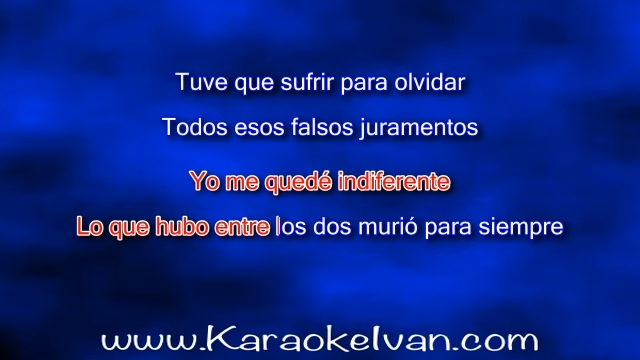 Tuve que sufrir para olvidar
Todos esos falsos juramentos
Yo me quedé indiferente
Lo que hubo entre los dos murió para siempre
www.KaraokeIvan.com